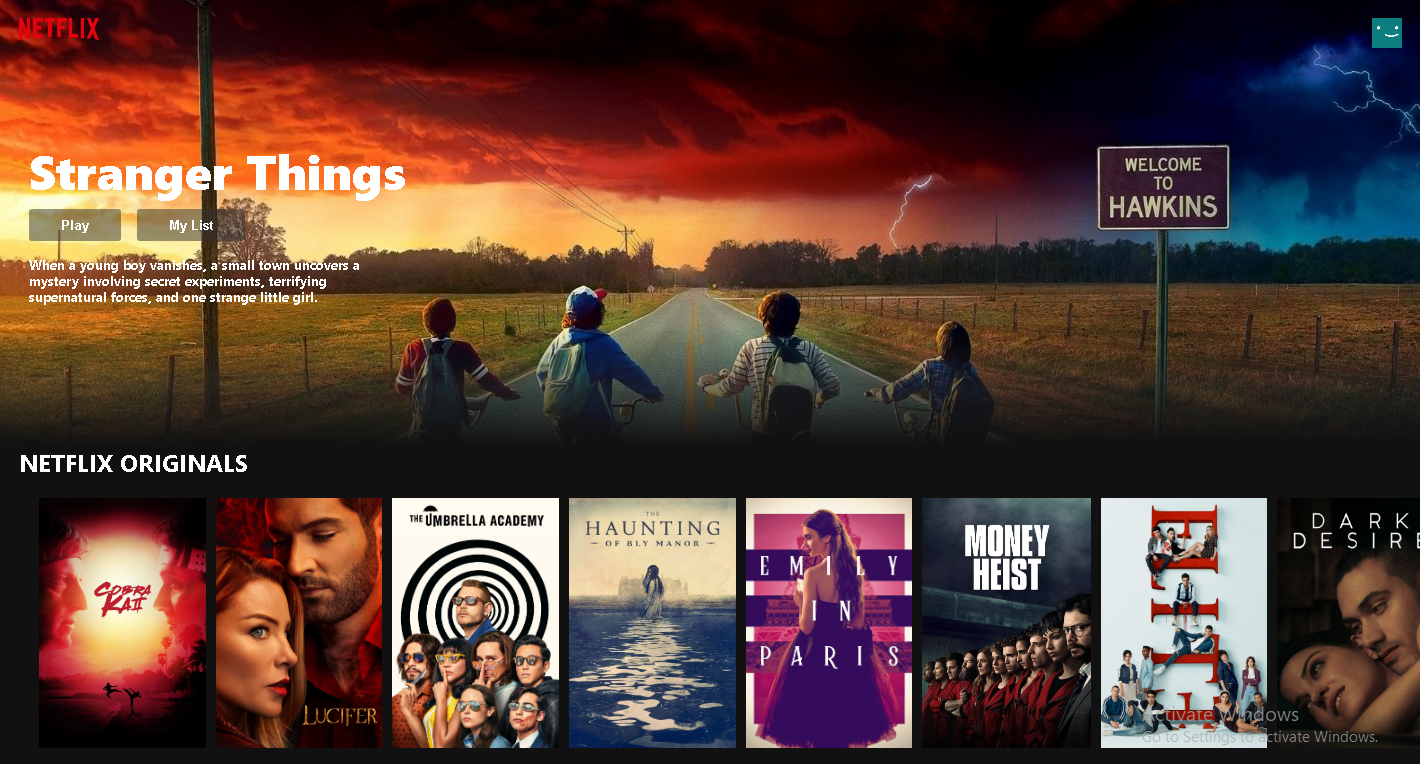 NETFLIX
WELCOME
TO
HAWKINS
Stranger Things
Play
My List
When a young boy vanishes, a small town uncovers a
mystery involving secret experiments, terrifying
supernatural forces, and one strange little girl.
NETFLIX ORIGINALS
COBRA
KAI
LUCIFER
THE UMBRELLA ACADEMY
THE
HAUNTING
OF BLY MANOR
EMILY
IN
PARIS
MONEY
HEIST
ELITE
DARK
DESIRE
Activate Windows
Go to Settings to activate Windows.